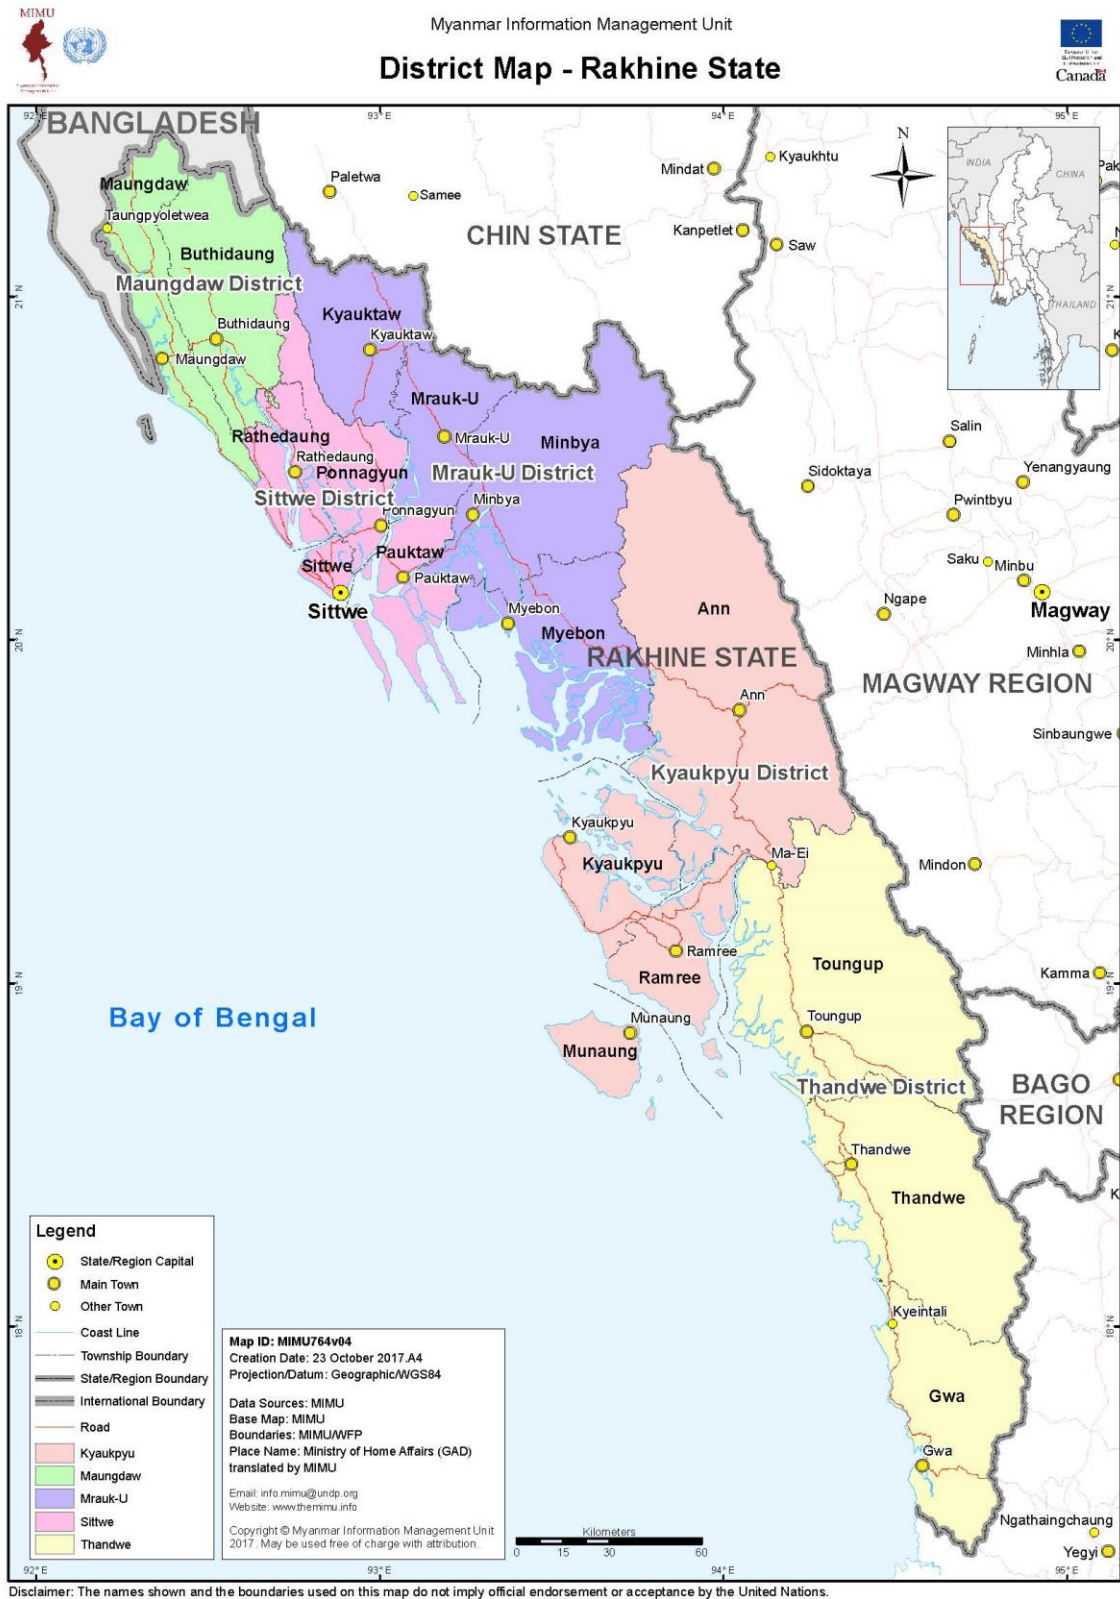 MIMU
Myanmar Information Management Unit
District Map - Rakhine State
Canada
92° E
93° E
94° E
95° E
BANGLADESH
N
Kyaukhtu
Mindat
INDIA
CHINA
THAILAND
Maungdaw
Paletwa
Samee
Taungpyoletwea
Kanpetlet
CHIN STATE
Saw
Buthidaung
Maungdaw District
21° N
21° N
Kyauktaw
Buthidaung
Kyauktaw
Maungdaw
Mrauk-U
Salin
Rathedaung
Mrauk-U
Minbya
Rathedaung
Ponnagyun
Mrauk-U District
Sidoktaya
Yenangyaung
Sittwe District
Minbya
Pwintbyu
Ponnagyun
Pauktaw
Saku
Minbu
Sittwe
Pauktaw
Sittwe
Myebon
Ann
Ngape
Magway
Myebon
20° N
20° N
RAKHINE STATE
Minhla
MAGWAY REGION
Ann
Sinbaungwe
Kyaukpyu District
Kyaukpyu
Kyaukpyu
Ma-Ei
Mindon
Ramree
Toungup
Ramree
Kamma
19° N
19° N
Bay of Bengal
Munaung
Toungup
Munaung
Thandwe District
BAGO
REGION
Thandwe
Thandwe
Kyeintali
18° N
18° N
Gwa
Gwa
Ngathaingchaung
Yegyi
Legend
State/Region Capital
Main Town
Other Town
Coast Line
Township Boundary
State/Region Boundary
International Boundary
Road
Kyaukpyu
Maungdaw
Mrauk-U
Sittwe
Thandwe
Map ID: MIMU764v04
Creation Date: 23 October 2017.A4
Projection/Datum: Geographic/WGS84
Data Sources: MIMU
Base Map: MIMU
Boundaries: MIMU/WFP
Place Name: Ministry of Home Affairs (GAD)
translated by MIMU
Email: info.mimu@undp.org
Website: www.themimu.info
Copyright © Myanmar Information Management Unit
2017. May be used free of charge with attribution.
Kilometers
0 15 30 60
92° E
93° E
94° E
95° E
Disclaimer: The names shown and the boundaries used on this map do not imply official endorsement or acceptance by the United Nations.